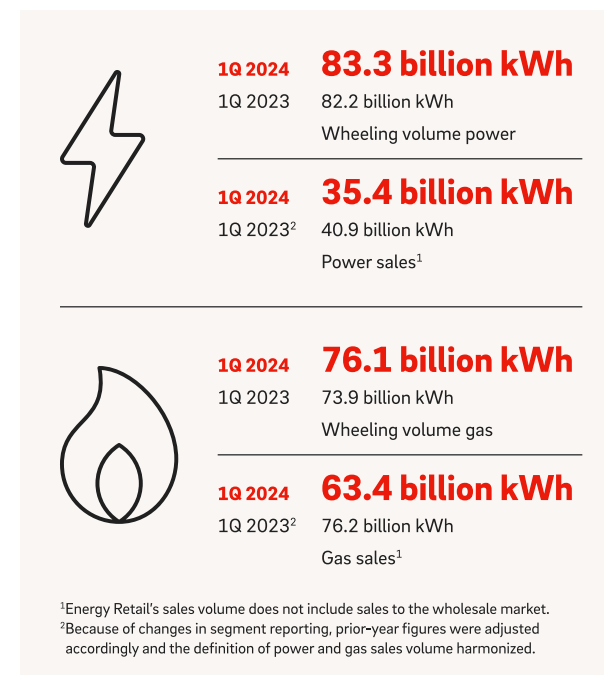 1Q 2024 83.3 billion kWh
1Q 2023 82.2 billion kWh
Wheeling volume power
1Q 2024 35.4 billion kWh
1Q 2023² 40.9 billion kWh
Power sales¹
1Q 2024 76.1 billion kWh
1Q 2023 73.9 billion kWh
Wheeling volume gas
1Q 2024 63.4 billion kWh
1Q 2023² 76.2 billion kWh
Gas sales¹
¹Energy Retail’s sales volume does not include sales to the wholesale market.
²Because of changes in segment reporting, prior-year figures were adjusted
accordingly and the definition of power and gas sales volume harmonized.